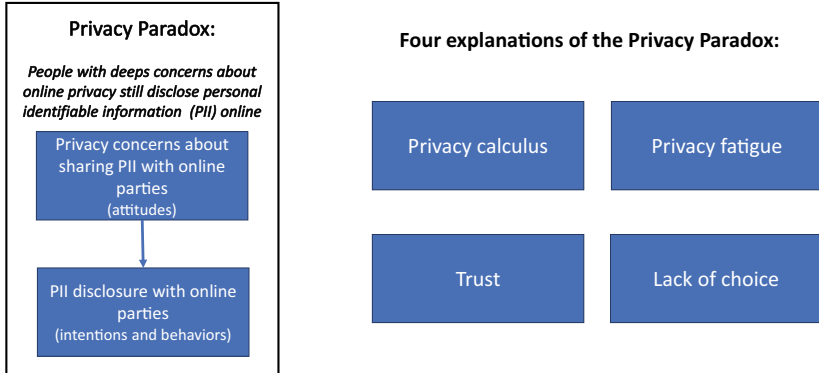 Privacy Paradox:
People with deeps concerns about
online privacy still disclose personal
identifiable information (PII) online
Privacy concerns about
sharing PII with online
parties
(attitudes)
PII disclosure with online
parties
(intentions and behaviors)
Four explanations of the Privacy Paradox:
Privacy calculus
Privacy fatigue
Trust
Lack of choice